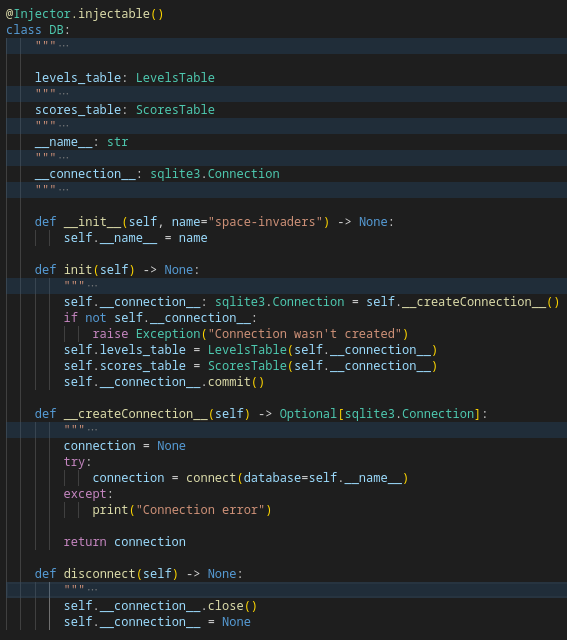 @Injector.injectable()
class DB:
    """…

    levels_table: LevelsTable
    """…
    scores_table: ScoresTable
    """…
    __name__: str
    """…
    __connection__: sqlite3.Connection
    """…

    def __init__(self, name="space-invaders") -> None:
        self.__name__ = name

    def init(self) -> None:
        """…
        self.__connection__: sqlite3.Connection = self.__createConnection__()
        if not self.__connection__:
            raise Exception("Connection wasn't created")
        self.levels_table = LevelsTable(self.__connection__)
        self.scores_table = ScoresTable(self.__connection__)
        self.__connection__.commit()

    def __createConnection__(self) -> Optional[sqlite3.Connection]:
        """…
        connection = None
        try:
            connection = connect(database=self.__name__)
        except:
            print("Connection error")

        return connection

    def disconnect(self) -> None:
        """…
        self.__connection__.close()
        self.__connection__ = None